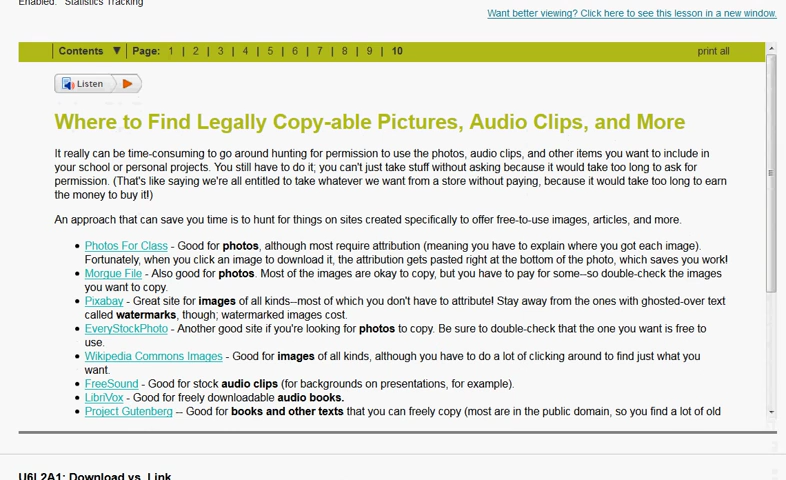 Enabled: Statistics Tracking
Want better viewing? Click here to see this lesson in a new window.
Contents ▼ | Page: 1 | 2 | 3 | 4 | 5 | 6 | 7 | 8 | 9 | 10 print all
Listen
Where to Find Legally Copy-able Pictures, Audio Clips, and More
It really can be time-consuming to go around hunting for permission to use the photos, audio clips, and other items you want to include in
your school or personal projects. You still have to do it; you can't just take stuff without asking because it would take too long to ask for
permission. (That's like saying we're all entitled to take whatever we want from a store without paying, because it would take too long to earn
the money to buy it!)
An approach that can save you time is to hunt for things on sites created specifically to offer free-to-use images, articles, and more.
• Photos For Class - Good for photos, although most require attribution (meaning you have to explain where you got each image).
Fortunately, when you click an image to download it, the attribution gets pasted right at the bottom of the photo, which saves you work!
• Morgue File - Also good for photos. Most of the images are okay to copy, but you have to pay for some--so double-check the images
you want to copy.
• Pixabay - Great site for images of all kinds--most of which you don't have to attribute! Stay away from the ones with ghosted-over text
called watermarks, though; watermarked images cost.
• EveryStockPhoto - Another good site if you're looking for photos to copy. Be sure to double-check that the one you want is free to
use.
• Wikipedia Commons Images - Good for images of all kinds, although you have to do a lot of clicking around to find just what you
want.
• FreeSound - Good for stock audio clips (for backgrounds on presentations, for example).
• LibriVox - Good for freely downloadable audio books.
• Project Gutenberg -- Good for books and other texts that you can freely copy (most are in the public domain, so you find a lot of old
U6L2A1: Download vs. Link